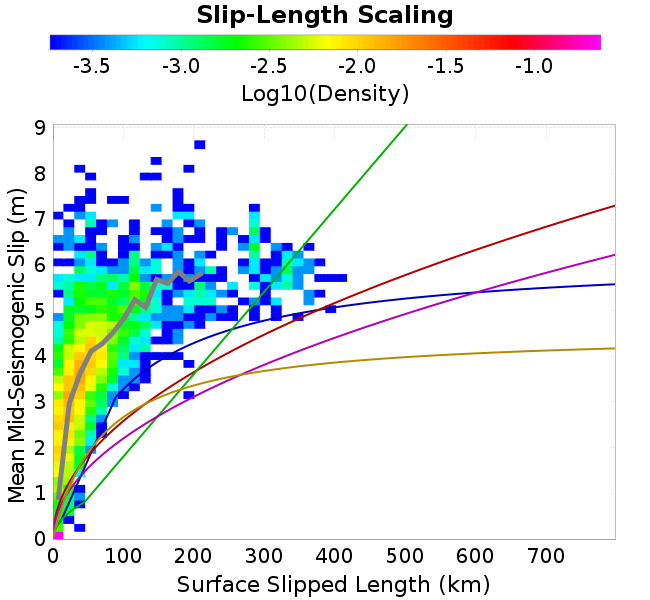 Slip-Length Scaling
-3.5 -3.0 -2.5 -2.0 -1.5 -1.0
Log10(Density)
9
8
7
6
5
4
3
2
1
0
Mean Mid-Seismogenic Slip (m)
0 100 200 300 400 500 600 700
Surface Slipped Length (km)